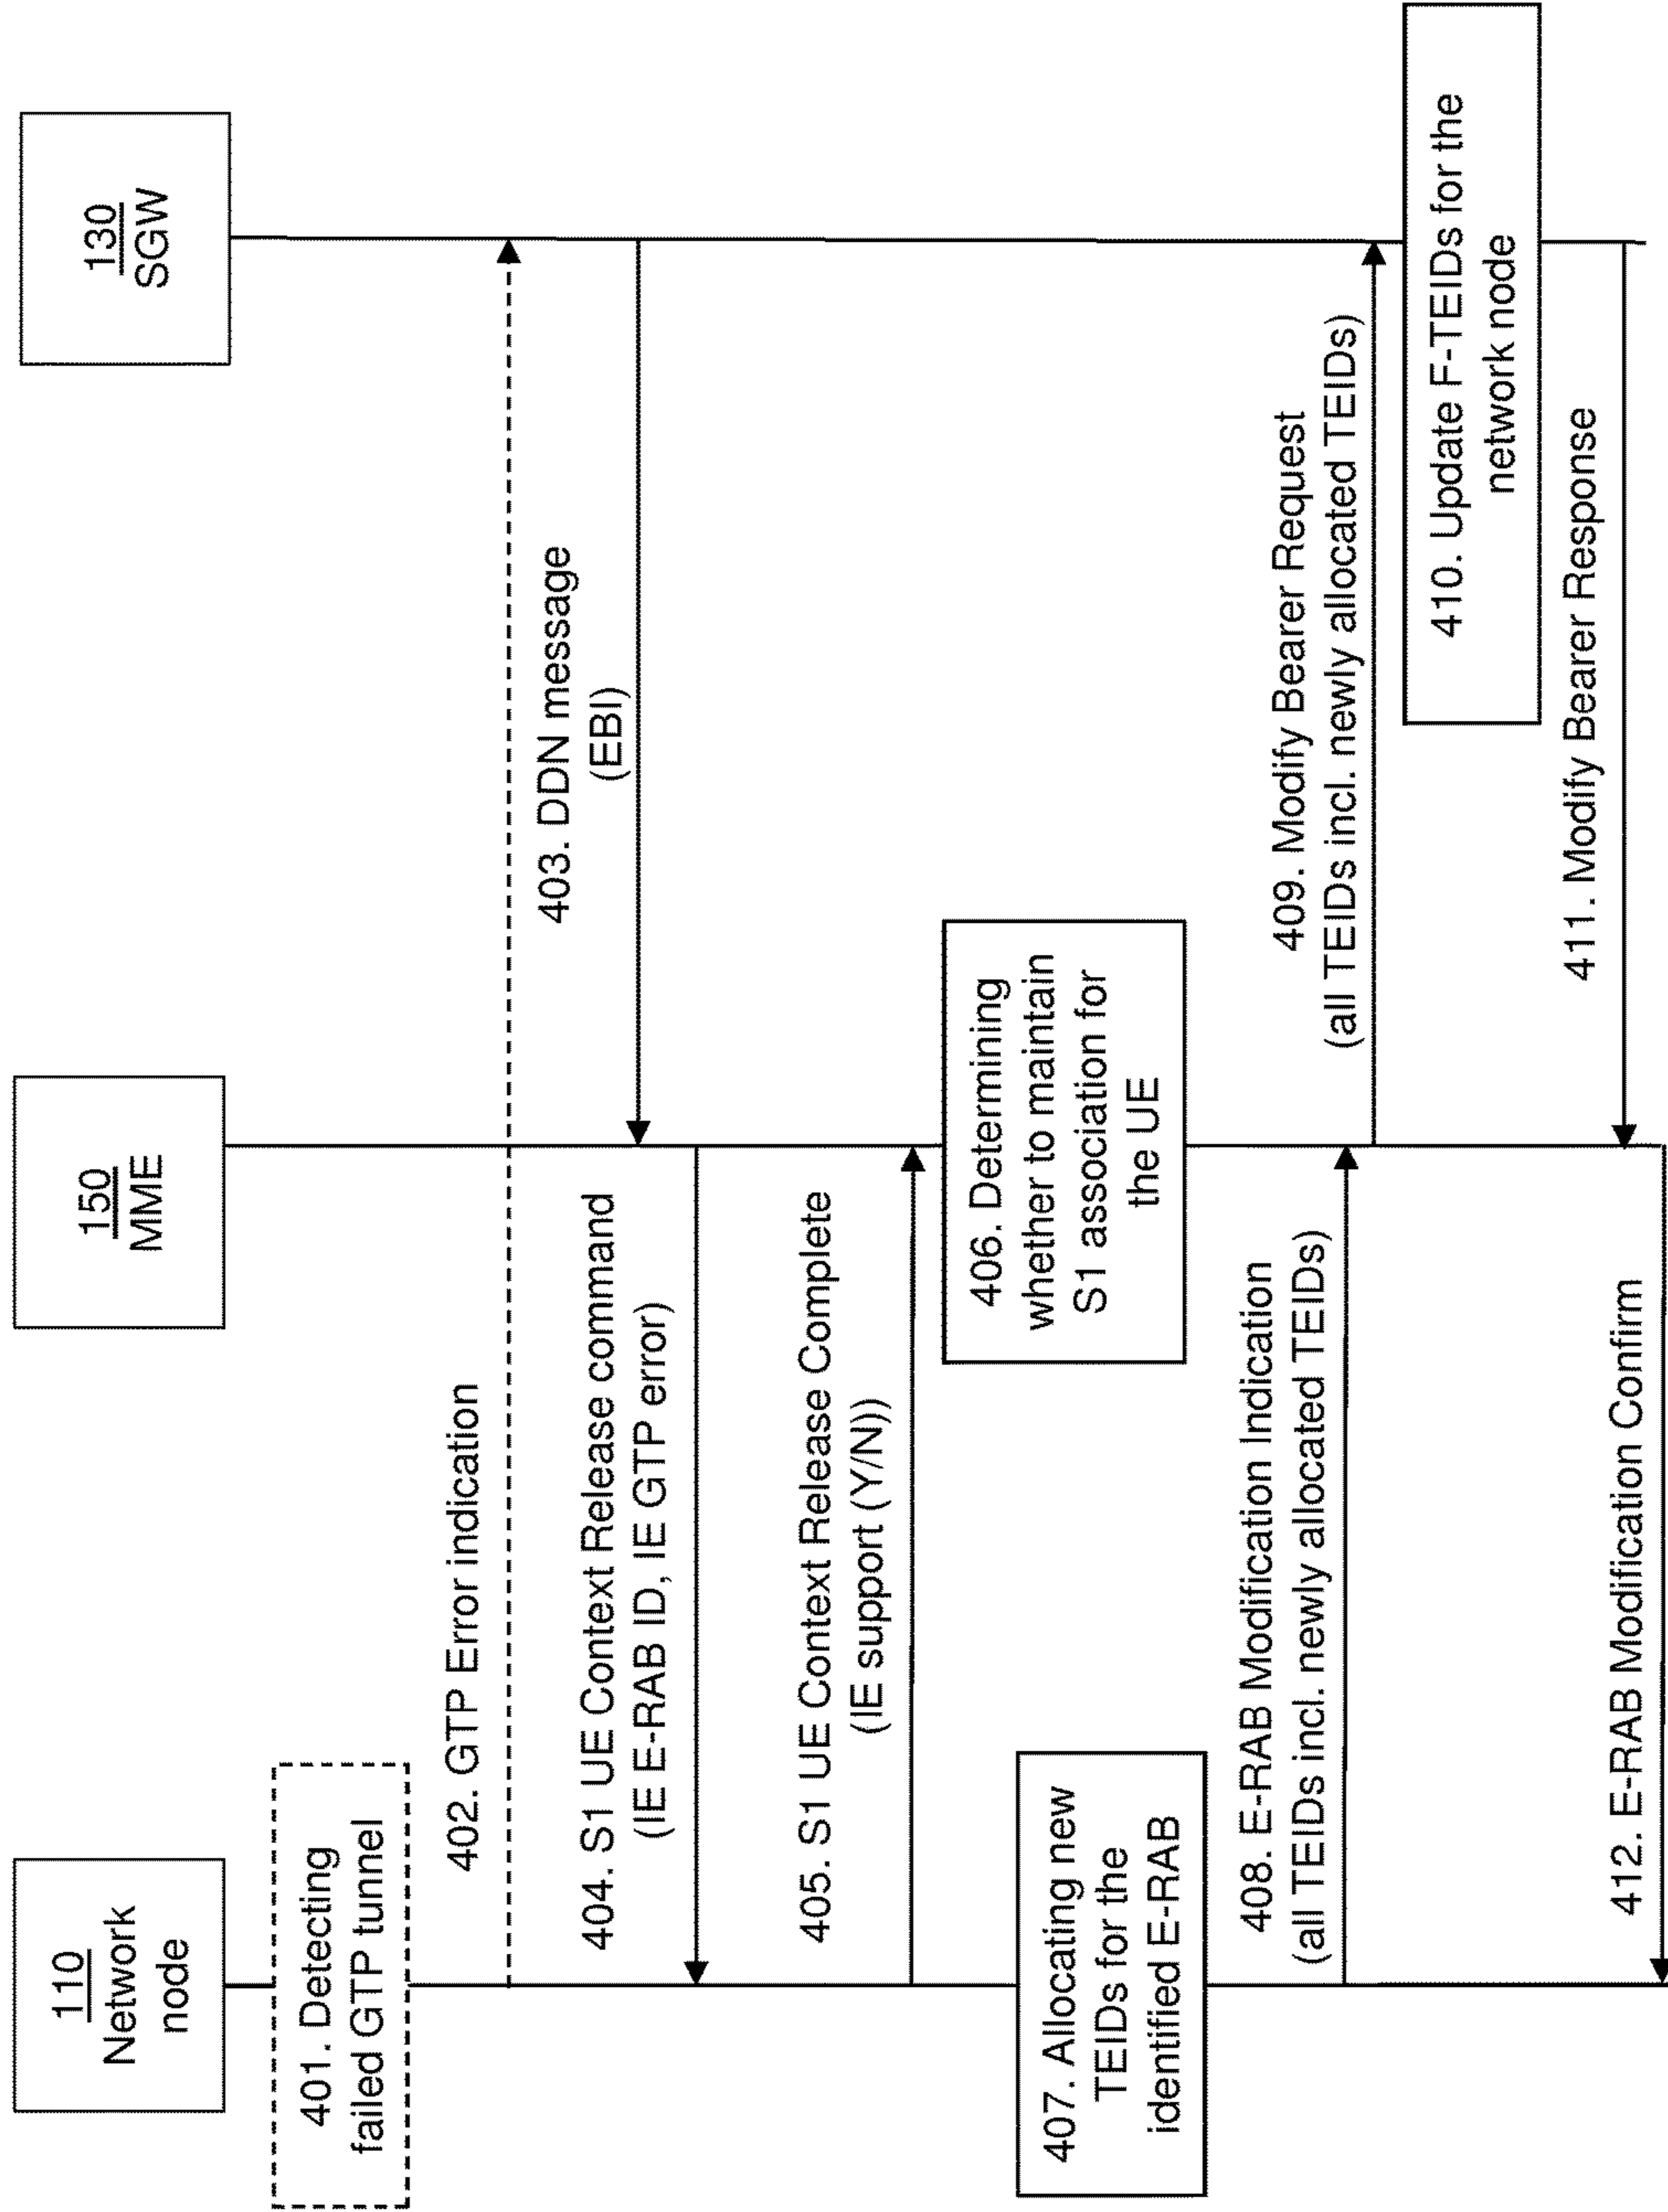 110
Network
node
150
MME
130
SGW
401. Detecting
failed GTP tunnel
402. GTP Error indication
403. DDN message
(EBI)
404. S1 UE Context Release command
(IE E-RAB ID, IE GTP error)
405. S1 UE Context Release Complete
(IE support (Y/N))
406. Determining
whether to maintain
S1 association for
the UE
407. Allocating new
TEIDs for the
identified E-RAB
408. E-RAB Modification Indication
(all TEIDs incl. newly allocated TEIDs)
409. Modify Bearer Request
(all TEIDs incl. newly allocated TEIDs)
410. Update F-TEIDs for the
network node
411. Modify Bearer Response
412. E-RAB Modification Confirm